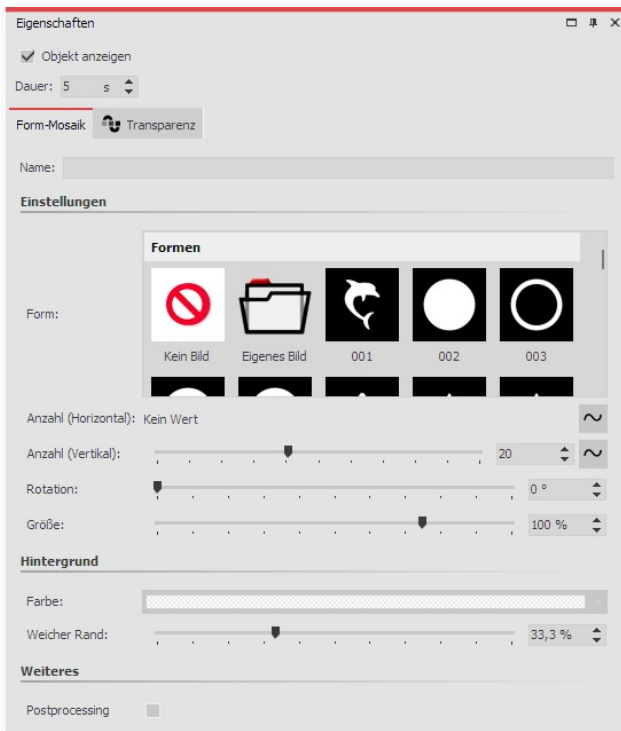 Eigenschaften
Objekt anzeigen
Dauer: 5 s
Form-Mosaik Transparenz
Name:
Einstellungen
Formen
Form:
Kein Bild Eigenes Bild 001 002 003
Anzahl (Horizontal): Kein Wert
Anzahl (Vertikal): 20
Rotation: 0 °
Größe: 100 %
Hintergrund
Farbe:
Weicher Rand: 33,3 %
Weiteres
Postprocessing